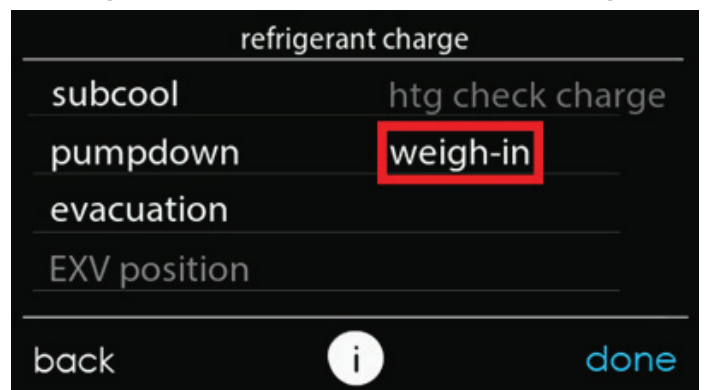 refrigerant charge
subcool htg check charge
pumpdown weigh-in
evacuation
EXV position
back i done